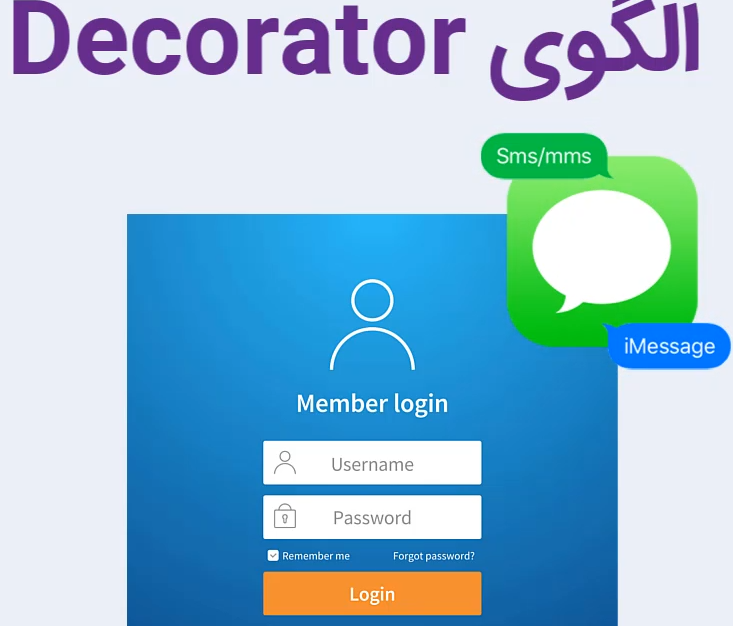 الگوی Decorator
Sms/mms
iMessage
Member login
Username
Password
Remember me Forgot password?
Login